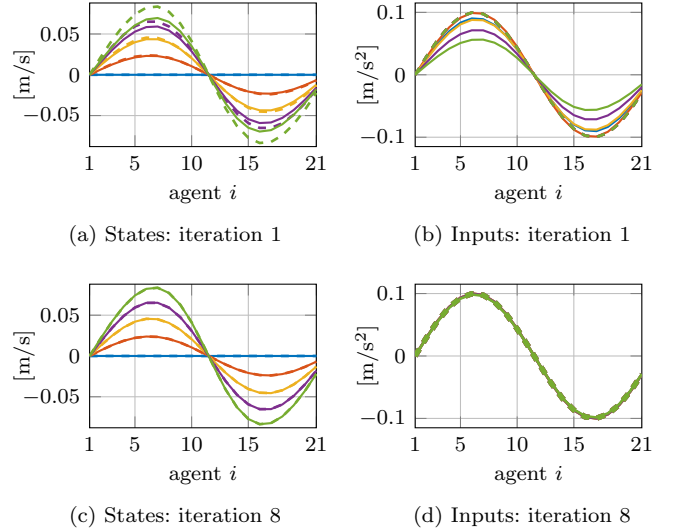 0.05
0
−0.05
[m/s]
1 5 10 15 21
agent i
(a) States: iteration 1
0.1
0
−0.1
[m/s²]
1 5 10 15 21
agent i
(b) Inputs: iteration 1
0.05
0
−0.05
[m/s]
1 5 10 15 21
agent i
(c) States: iteration 8
0.1
0
−0.1
[m/s²]
1 5 10 15 21
agent i
(d) Inputs: iteration 8